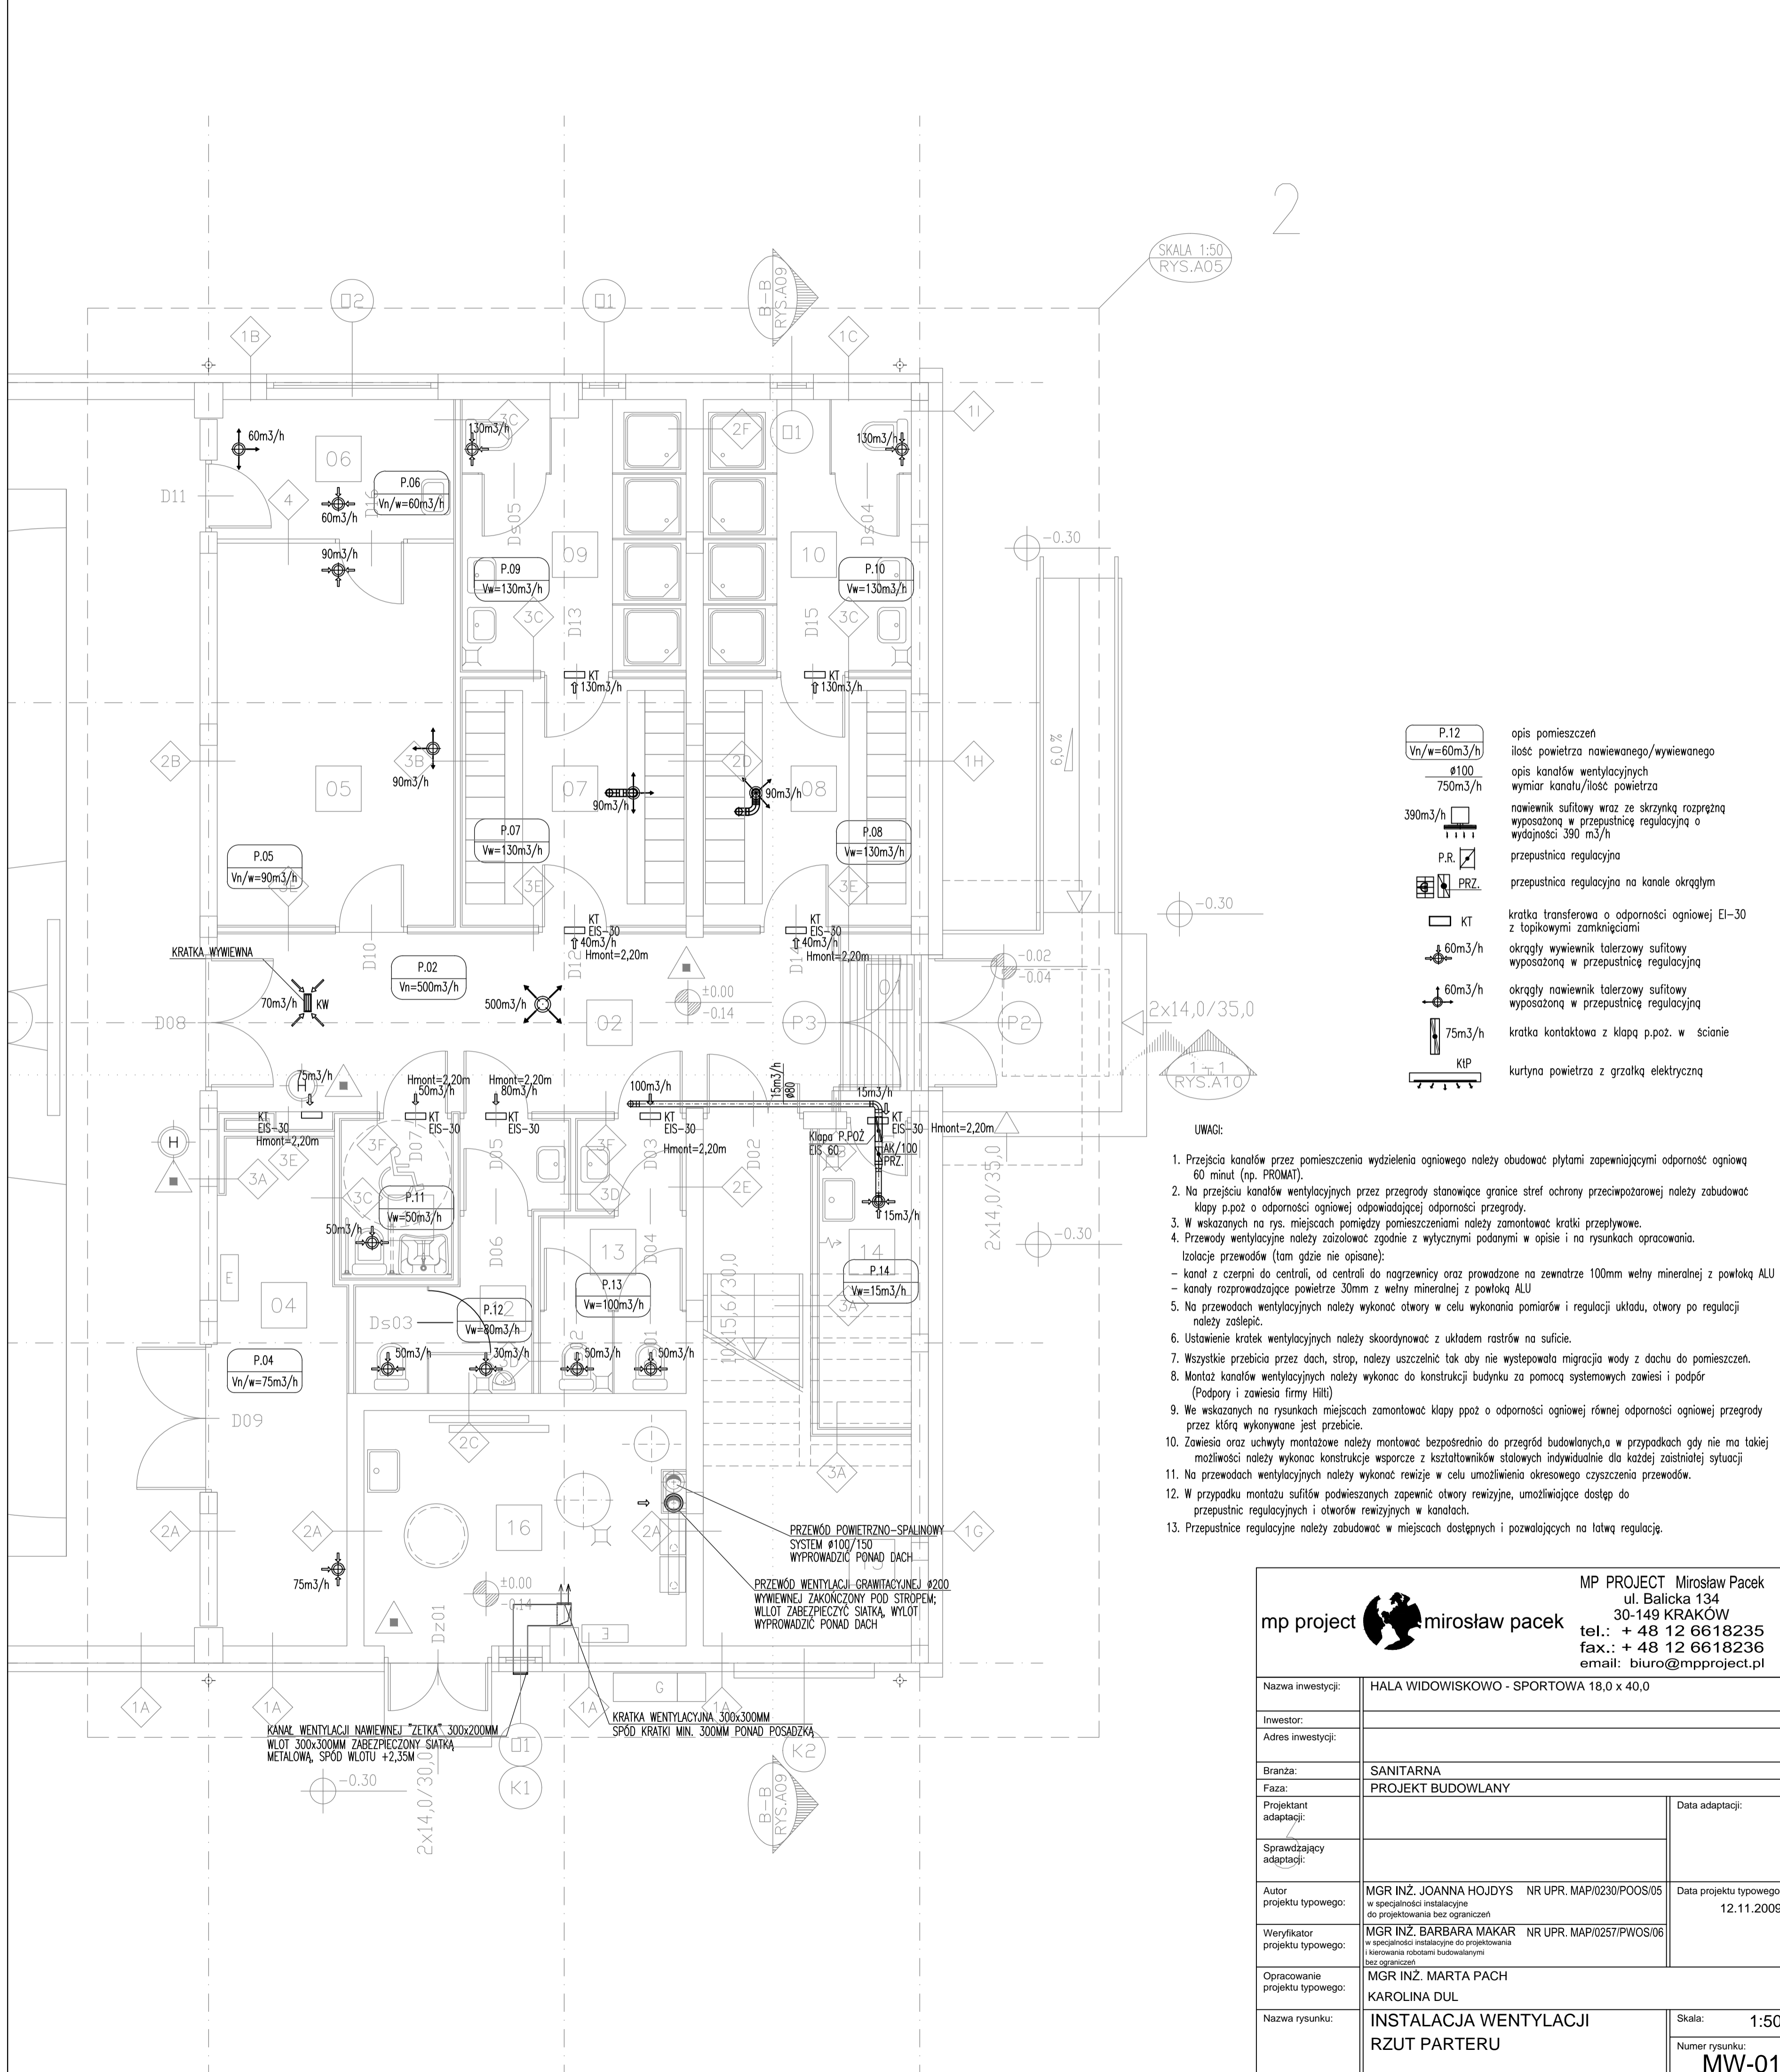 2
SKALA 1:50
RYS.A05
B-B
RYS.A09
1B
1C
3C
1I
2F
130m3/h
130m3/h
60m3/h
06
D11
4
D16
P.06
Vn/w=60m3/h
60m3/h
90m3/h
Ds05
09
10
Ds04
-0.30
P.09
Vw=130m3/h
P.10
Vw=130m3/h
3C
D13
D15
3C
KT
130m3/h
KT
130m3/h
2B
3B
90m3/h
05
07
90m3/h
2D
90m3/h
08
1H
6,0%
P.07
Vw=130m3/h
P.08
Vw=130m3/h
P.05
Vn/w=90m3/h
3E
3E
3E
-0.30
KT
EIS-30
40m3/h
Hmont=2,20m
KT
EIS-30
40m3/h
Hmont=2,20m
KRATKA WYWIEWNA
D10
D12
D14
P.02
Vn=500m3/h
70m3/h
KW
500m3/h
02
±0.00
-0.14
P3
01
-0.02
-0.04
P2
D08
2x14,0/35,0
1-1
RYS.A10
75m3/h
H
Hmont=2,20m
50m3/h
Hmont=2,20m
80m3/h
100m3/h
15m3/h
ø80
15m3/h
KT
EIS-30
Hmont=2,20m
KT
EIS-30
KT
EIS-30
KT
EIS-30
Hmont=2,20m
KT
EIS-30 Hmont=2,20m
Klapa P.POŻ
EIS 60
AK/100
PRZ.
H
3E
3A
3F
D07
D05
3F
D03
D02
3C
3D
2E
P.11
Vw=50m3/h
50m3/h
D06
13
D04
15m3/h
14
P.14
Vw=15m3/h
3A
2x14,0/35,0
-0.30
E
04
P.13
Vw=100m3/h
P.12
Vw=80m3/h
Ds03
10x15,6/30,0
P.04
Vn/w=75m3/h
50m3/h
30m3/h
50m3/h
50m3/h
D09
2C
3A
2A
2A
16
2A
1G
75m3/h
±0.00
-0.14
Dz01
PRZEWÓD POWIETRZNO-SPALINOWY
SYSTEM ø100/150
WYPROWADZIĆ PONAD DACH
PRZEWÓD WENTYLACJI GRAWITACYJNEJ ø200
WYWIEWNEJ ZAKOŃCZONY POD STROPEM;
WLLOT ZABEZPIECZYĆ SIATKĄ, WYLOT
WYPROWADZIĆ PONAD DACH
G
1A
1A
1A
1A
KRATKA WENTYLACYJNA 300x300MM
SPÓD KRATKI MIN. 300MM PONAD POSADZKĄ
KANAŁ WENTYLACJI NAWIEWNEJ "ZETKA" 300x200MM
WLOT 300x300MM ZABEZPIECZONY SIATKĄ
METALOWĄ, SPÓD WLOTU +2,35M
K2
K1
-0.30
2x14,0/30,0
B-B
RYS.A09
P.12
Vn/w=60m3/h
opis pomieszczeń
ilość powietrza nawiewanego/wywiewanego
ø100
750m3/h
opis kanałów wentylacyjnych
wymiar kanału/ilość powietrza
390m3/h
nawiewnik sufitowy wraz ze skrzynką rozprężną
wyposażoną w przepustnicę regulacyjną o
wydajności 390 m3/h
P.R.
przepustnica regulacyjna
PRZ.
przepustnica regulacyjna na kanale okrągłym
KT
kratka transferowa o odporności ogniowej EI-30
z topikowymi zamknięciami
60m3/h
okrągły wywiewnik talerzowy sufitowy
wyposażoną w przepustnicę regulacyjną
60m3/h
okrągły nawiewnik talerzowy sufitowy
wyposażoną w przepustnicę regulacyjną
75m3/h
kratka kontaktowa z klapą p.poż. w ścianie
KłP
kurtyna powietrza z grzałką elektryczną
UWAGI:
1. Przejścia kanałów przez pomieszczenia wydzielenia ogniowego należy obudować płytami zapewniającymi odporność ogniową
60 minut (np. PROMAT).
2. Na przejściu kanałów wentylacyjnych przez przegrody stanowiące granice stref ochrony przeciwpożarowej należy zabudować
klapy p.poż o odporności ogniowej odpowiadającej odporności przegrody.
3. W wskazanych na rys. miejscach pomiędzy pomieszczeniami należy zamontować kratki przepływowe.
4. Przewody wentylacyjne należy zaizolować zgodnie z wytycznymi podanymi w opisie i na rysunkach opracowania.
Izolacje przewodów (tam gdzie nie opisane):
– kanał z czerpni do centrali, od centrali do nagrzewnicy oraz prowadzone na zewnatrze 100mm wełny mineralnej z powłoką ALU
– kanały rozprowadzające powietrze 30mm z wełny mineralnej z powłoką ALU
5. Na przewodach wentylacyjnych należy wykonać otwory w celu wykonania pomiarów i regulacji układu, otwory po regulacji
należy zaślepić.
6. Ustawienie kratek wentylacyjnych należy skoordynować z układem rastrów na suficie.
7. Wszystkie przebicia przez dach, strop, nalezy uszczelnić tak aby nie wystepowała migracja wody z dachu do pomieszczeń.
8. Montaż kanałów wentylacyjnych należy wykonac do konstrukcji budynku za pomocą systemowych zawiesi i podpór
(Podpory i zawiesia firmy Hilti)
9. We wskazanych na rysunkach miejscach zamontować klapy ppoż o odporności ogniowej równej odporności ogniowej przegrody
przez którą wykonywane jest przebicie.
10. Zawiesia oraz uchwyty montażowe należy montować bezpośrednio do przegród budowlanych,a w przypadkach gdy nie ma takiej
możliwości należy wykonac konstrukcje wsporcze z kształtowników stalowych indywidualnie dla każdej zaistniałej sytuacji
11. Na przewodach wentylacyjnych należy wykonać rewizje w celu umożliwienia okresowego czyszczenia przewodów.
12. W przypadku montażu sufitów podwieszanych zapewnić otwory rewizyjne, umożliwiające dostęp do
przepustnic regulacyjnych i otworów rewizyjnych w kanałach.
13. Przepustnice regulacyjne należy zabudować w miejscach dostępnych i pozwalających na łatwą regulację.
mp project mirosław pacek
MP PROJECT Mirosław Pacek
ul. Balicka 134
30-149 KRAKÓW
tel.: + 48 12 6618235
fax.: + 48 12 6618236
email: biuro@mpproject.pl
Nazwa inwestycji: HALA WIDOWISKOWO - SPORTOWA 18,0 x 40,0
Inwestor:
Adres inwestycji:
Branża: SANITARNA
Faza: PROJEKT BUDOWLANY
Projektant
adaptacji:
Data adaptacji:
Sprawdzający
adaptacji:
Autor
projektu typowego:
MGR INŻ. JOANNA HOJDYS NR UPR. MAP/0230/POOS/05
w specjalności instalacyjne
do projektowania bez ograniczeń
Data projektu typowego
12.11.2009
Weryfikator
projektu typowego:
MGR INŻ. BARBARA MAKAR NR UPR. MAP/0257/PWOS/06
w specjalności instalacyjne do projektowania
i kierowania robotami budowalanymi
bez ograniczeń
Opracowanie
projektu typowego:
MGR INŻ. MARTA PACH
KAROLINA DUL
Nazwa rysunku:
INSTALACJA WENTYLACJI
RZUT PARTERU
Skala: 1:50
Numer rysunku:
MW-01